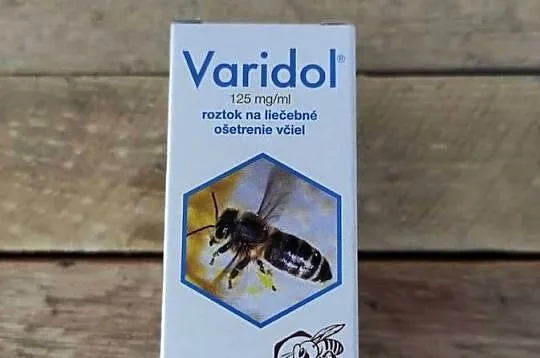 Varidol®
125 mg/ml
roztok na liečebné
ošetrenie včiel